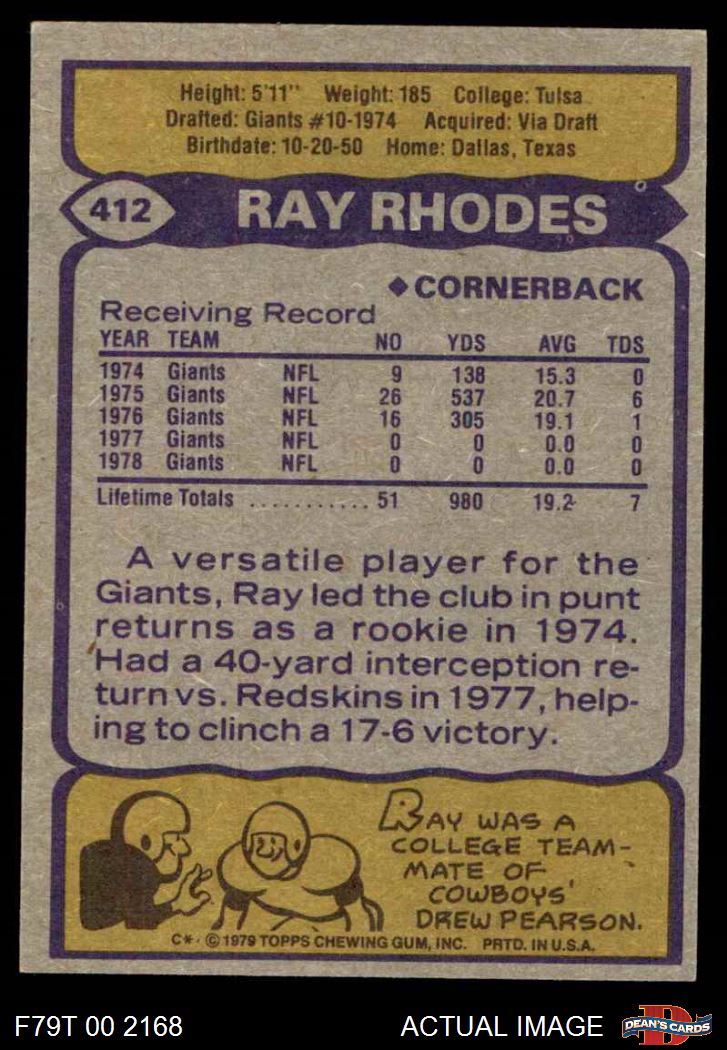 Height: 5'11" Weight: 185 College: Tulsa
Drafted: Giants #10-1974 Acquired: Via Draft
Birthdate: 10-20-50 Home: Dallas, Texas
412 RAY RHODES
◆CORNERBACK
Receiving Record
YEAR TEAM NO YDS AVG TDS
1974 Giants NFL 9 138 15.3 0
1975 Giants NFL 26 537 20.7 6
1976 Giants NFL 16 305 19.1 1
1977 Giants NFL 0 0 0.0 0
1978 Giants NFL 0 0 0.0 0
Lifetime Totals ........... 51 980 19.2 7
A versatile player for the
Giants, Ray led the club in punt
returns as a rookie in 1974.
Had a 40-yard interception re-
turn vs. Redskins in 1977, help-
ing to clinch a 17-6 victory.
RAY WAS A
COLLEGE TEAM-
MATE OF
COWBOYS'
DREW PEARSON.
C*. © 1979 TOPPS CHEWING GUM, INC. PRTD. IN U.S.A.
F79T 00 2168 ACTUAL IMAGE D DEAN'S CARDS